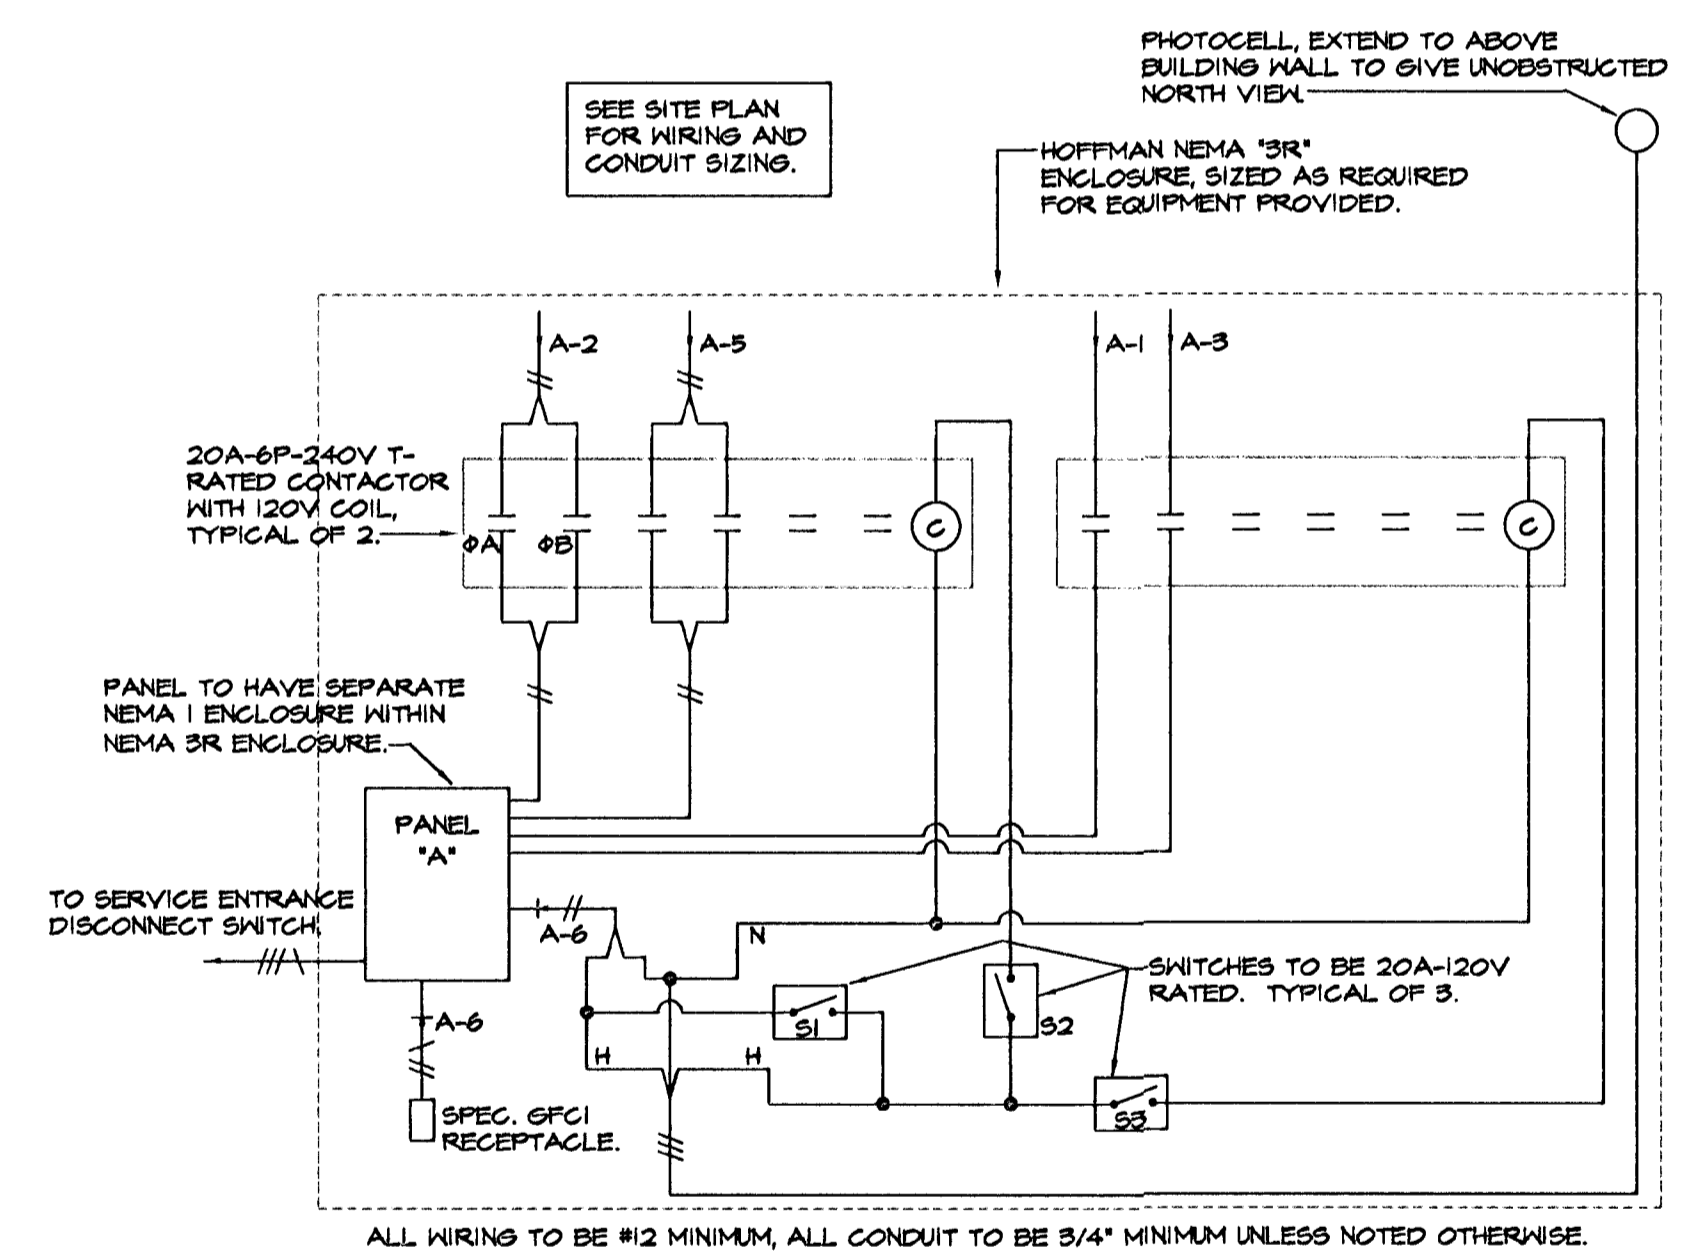 PHOTOCELL, EXTEND TO ABOVE
BUILDING WALL TO GIVE UNOBSTRUCTED
NORTH VIEW.
SEE SITE PLAN
FOR WIRING AND
CONDUIT SIZING.
HOFFMAN NEMA "3R"
ENCLOSURE, SIZED AS REQUIRED
FOR EQUIPMENT PROVIDED.
A-2
A-5
A-1
A-3
20A-6P-240V T-
RATED CONTACTOR
WITH 120V COIL,
TYPICAL OF 2.
ΦA
ΦB
C
C
PANEL TO HAVE SEPARATE
NEMA 1 ENCLOSURE WITHIN
NEMA 3R ENCLOSURE.
PANEL
"A"
TO SERVICE ENTRANCE
DISCONNECT SWITCH.
A-6
N
SWITCHES TO BE 20A-120V
RATED. TYPICAL OF 3.
S1
S2
A-6
H
H
S3
SPEC. GFCI
RECEPTACLE.
ALL WIRING TO BE #12 MINIMUM, ALL CONDUIT TO BE 3/4" MINIMUM UNLESS NOTED OTHERWISE.